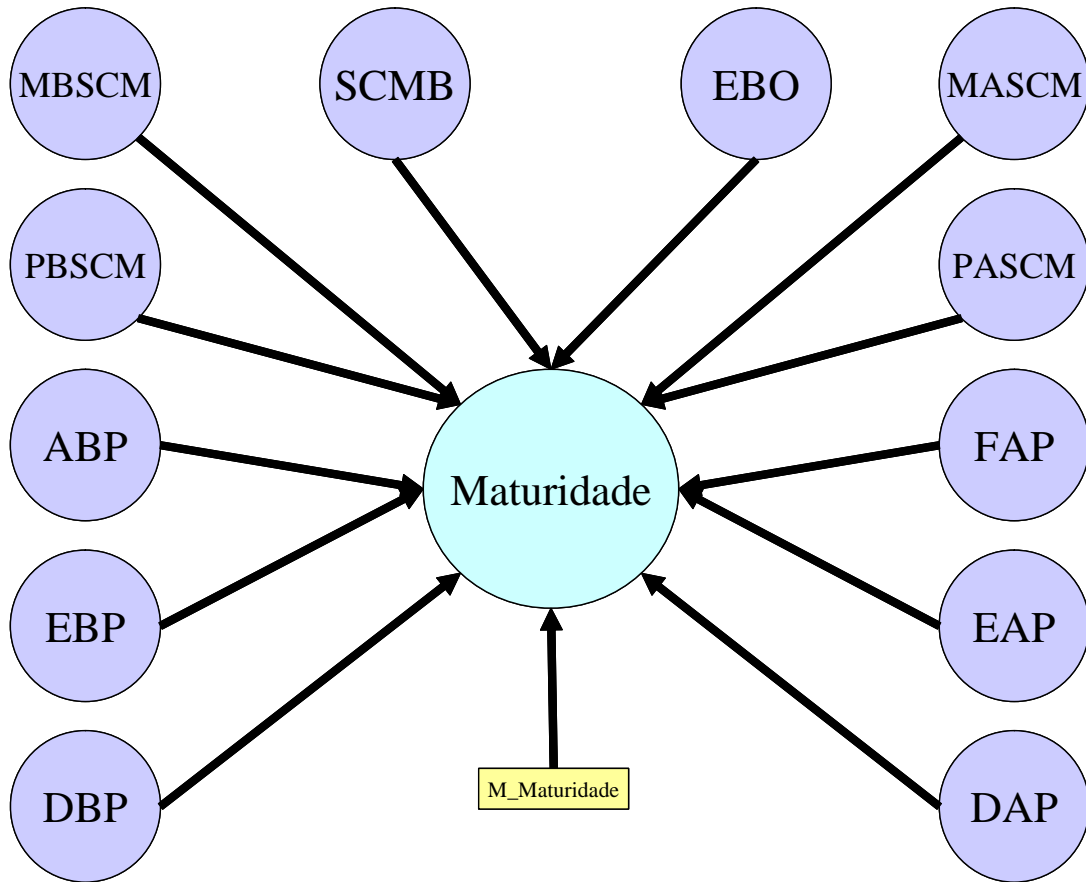 MBSCM
SCMB
EBO
MASCM
PBSCM
PASCM
ABP
FAP
Maturidade
EBP
EAP
M_Maturidade
DBP
DAP